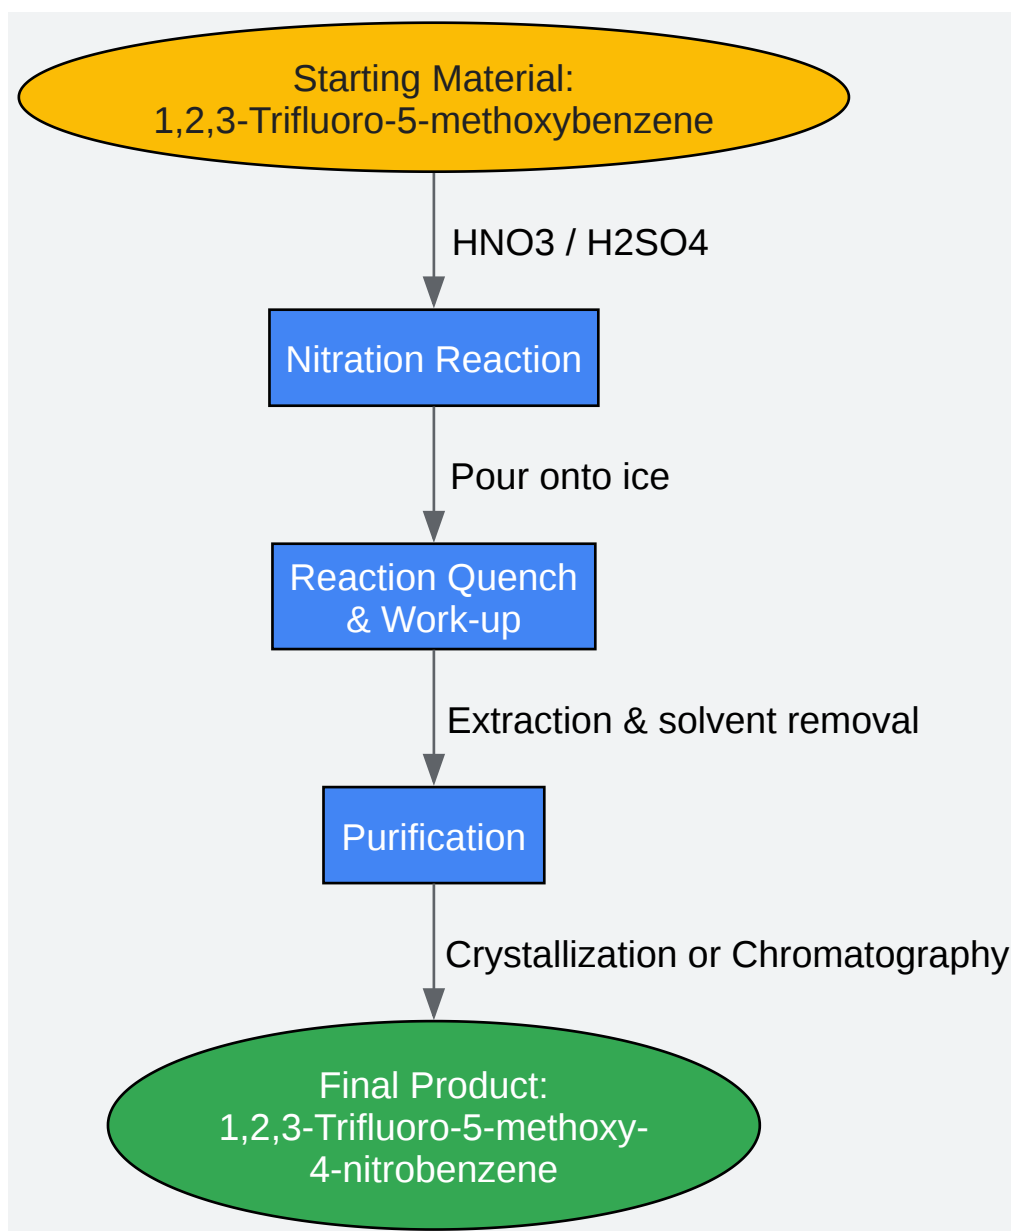 Starting Material:
1,2,3-Trifluoro-5-methoxybenzene
HNO3 / H2SO4
Nitration Reaction
Pour onto ice
Reaction Quench
& Work-up
Extraction & solvent removal
Purification
Crystallization or Chromatography
Final Product:
1,2,3-Trifluoro-5-methoxy-
4-nitrobenzene